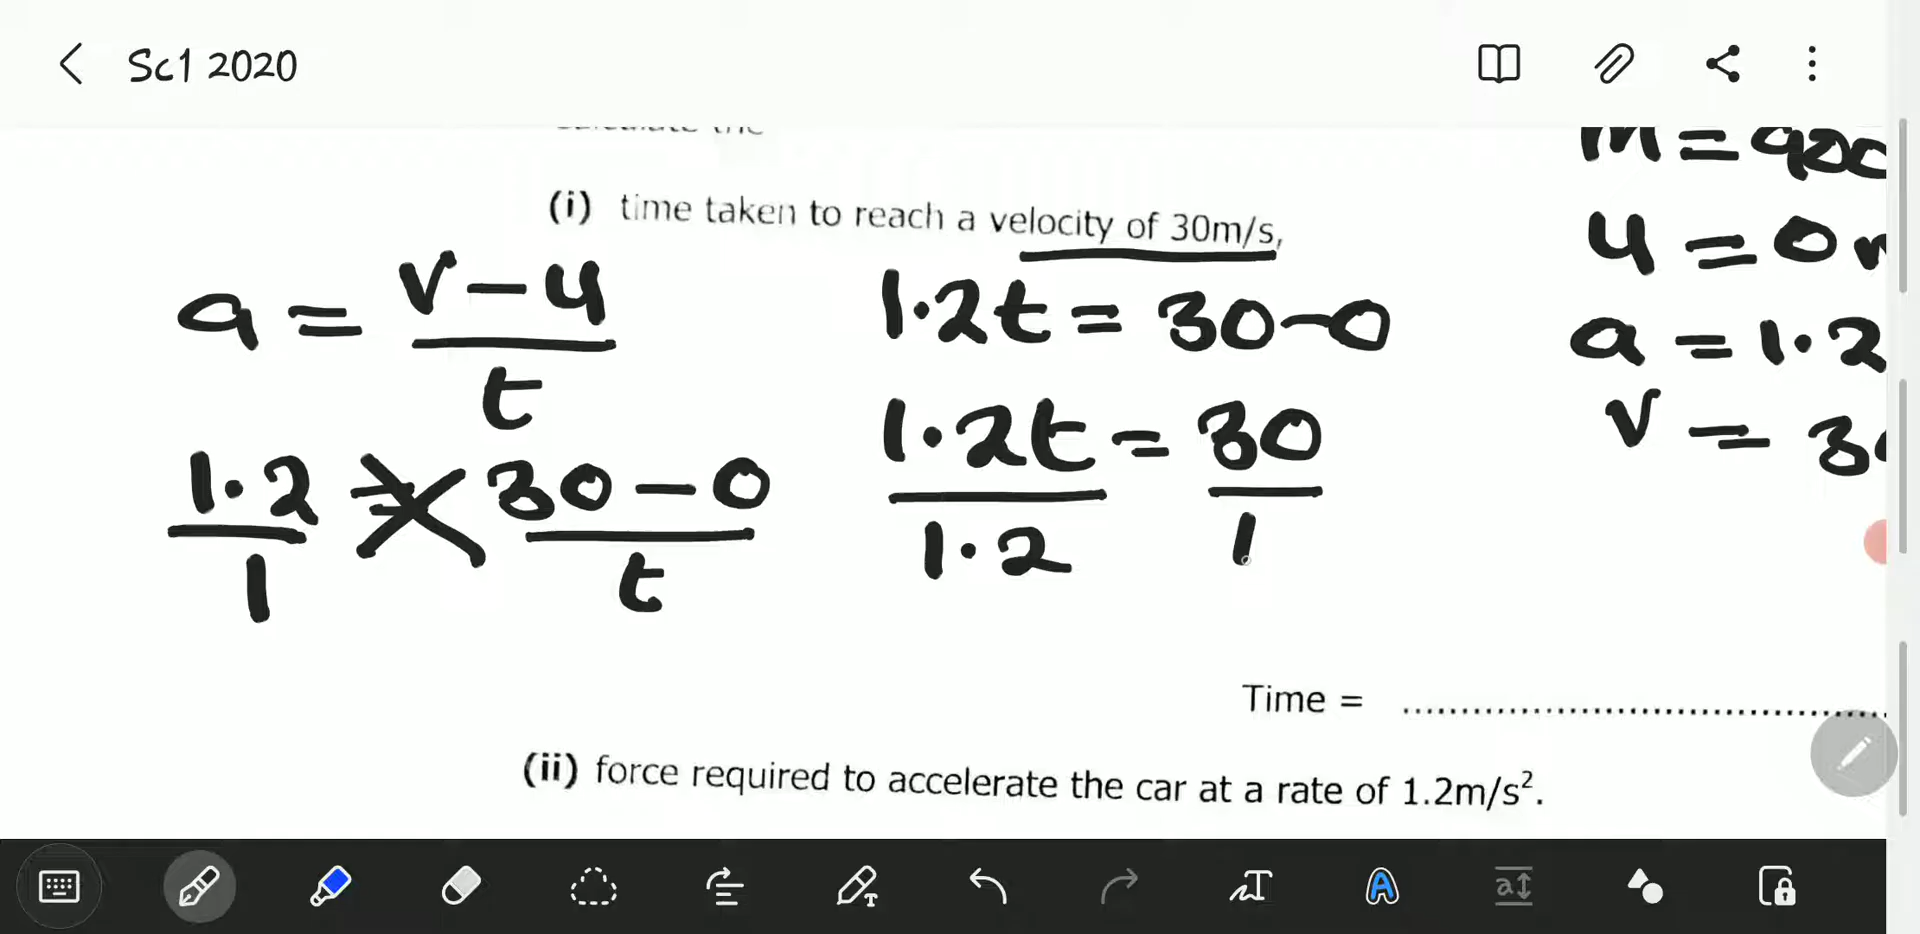 Sc1 2020
(i) time taken to reach a velocity of 30m/s,
a = v - u / t
1.2 / 1 = 30 - 0 / t
1.2t = 30 - 0
1.2t = 30
1.2 1
u = 0
a = 1.2
v =
Time = ........................................
(ii) force required to accelerate the car at a rate of 1.2m/s².